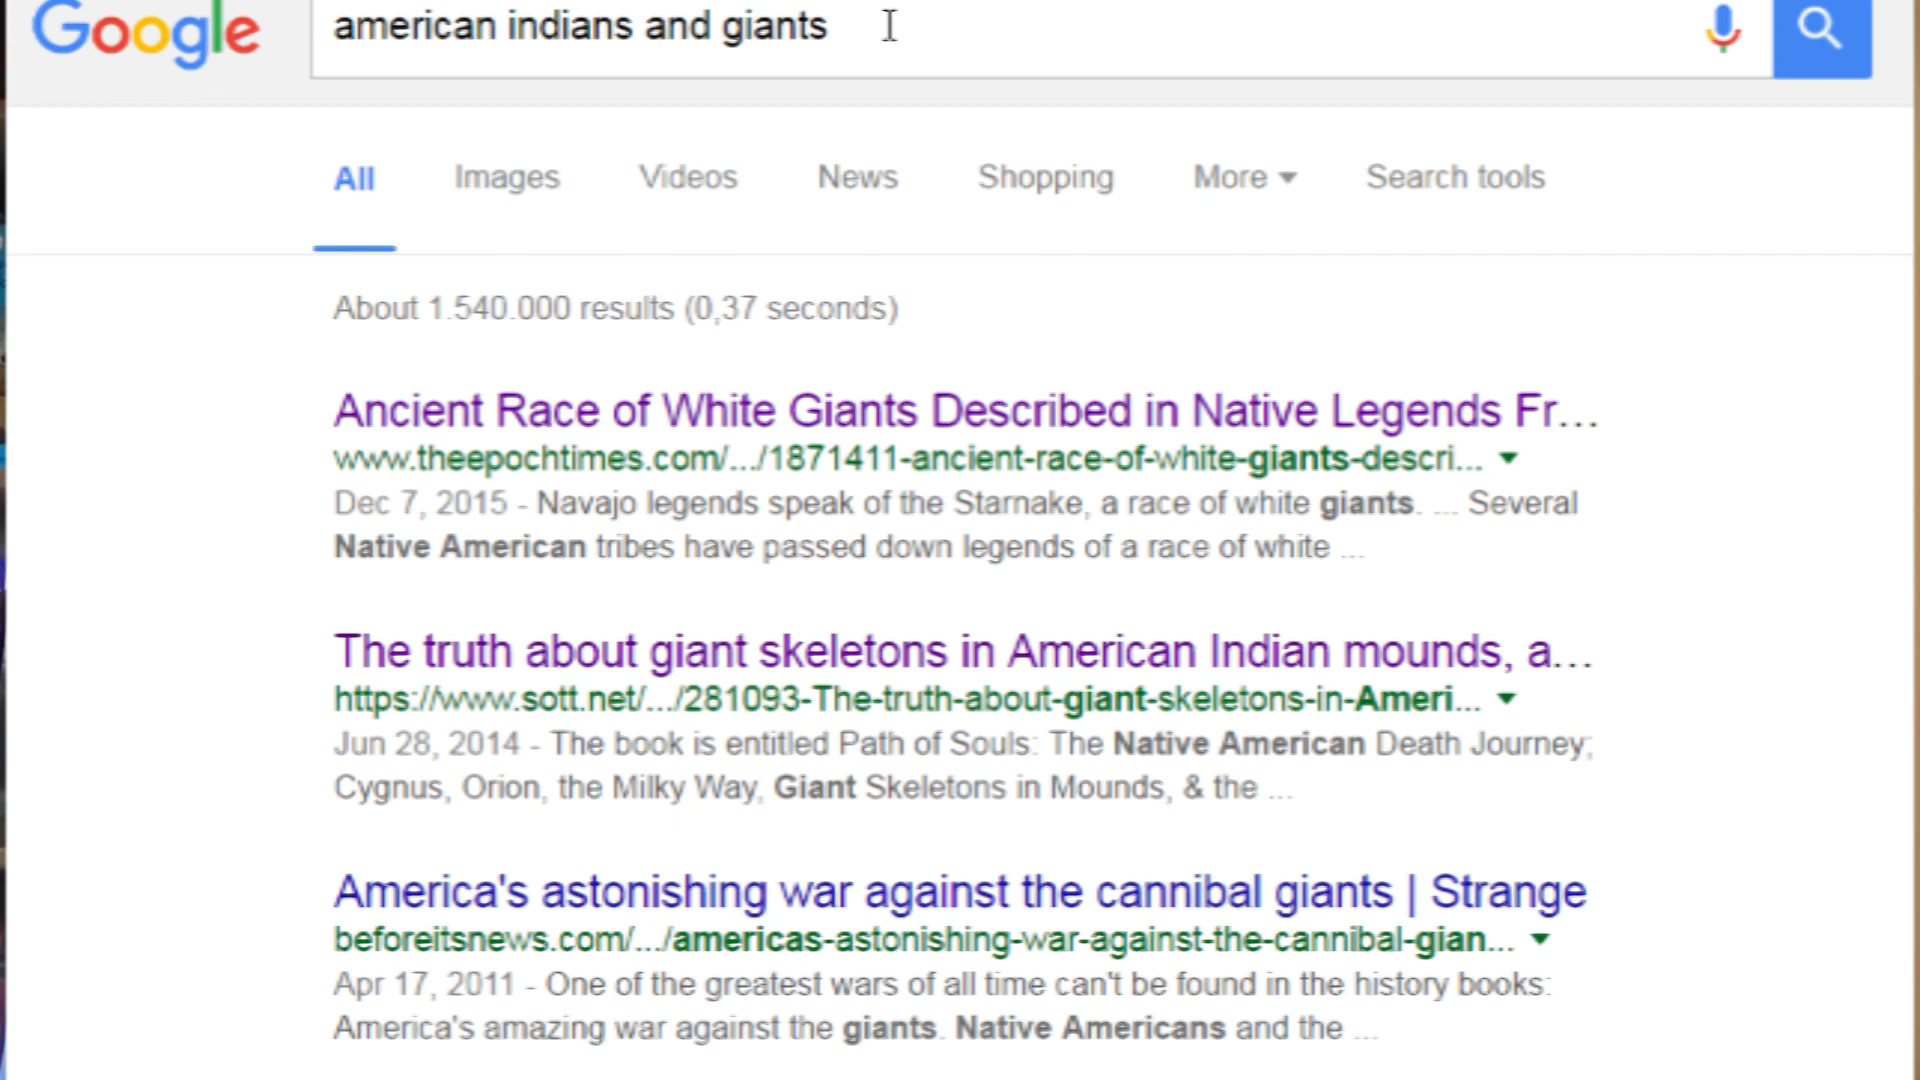 Google
american indians and giants
All Images Videos News Shopping More Search tools
About 1.540.000 results (0,37 seconds)
Ancient Race of White Giants Described in Native Legends Fr...
www.theepochtimes.com/.../1871411-ancient-race-of-white-giants-descri...
Dec 7, 2015 - Navajo legends speak of the Starnake, a race of white giants. ... Several
Native American tribes have passed down legends of a race of white ...
The truth about giant skeletons in American Indian mounds, a...
https://www.sott.net/.../281093-The-truth-about-giant-skeletons-in-Ameri...
Jun 28, 2014 - The book is entitled Path of Souls: The Native American Death Journey;
Cygnus, Orion, the Milky Way, Giant Skeletons in Mounds, & the ...
America's astonishing war against the cannibal giants | Strange
beforeitsnews.com/.../americas-astonishing-war-against-the-cannibal-gian...
Apr 17, 2011 - One of the greatest wars of all time can't be found in the history books:
America's amazing war against the giants. Native Americans and the ...